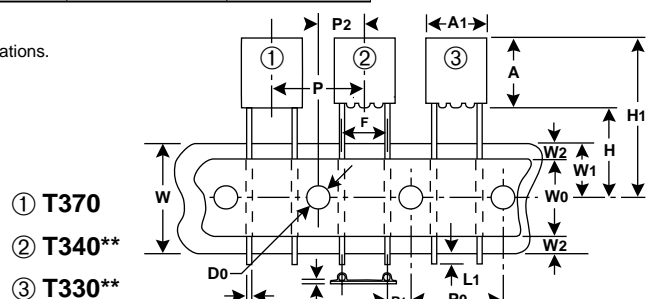 P2
A1
ations.
①
②
③
A
P
H1
F
H
W2
W1
W
W0
① T370
② T340**
W2
D0
③ T330**
L1